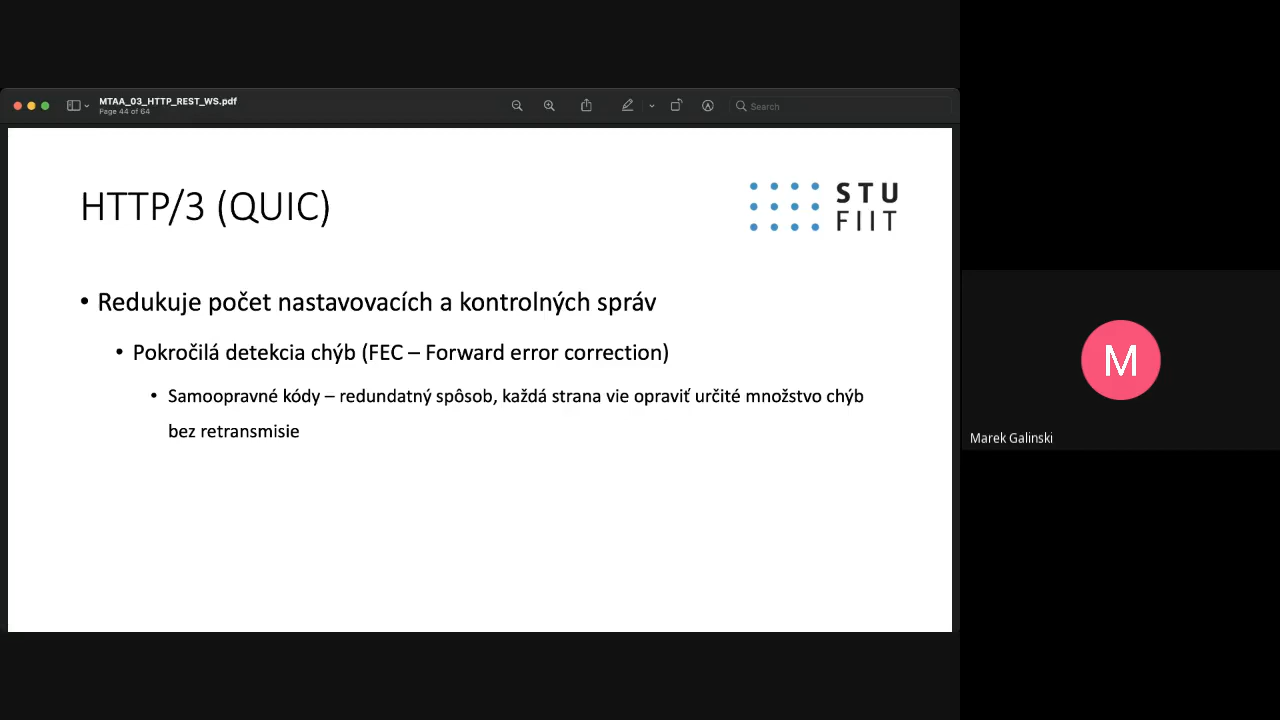 MTAA_03_HTTP_REST_WS.pdf
Page 44 of 64
Search
HTTP/3 (QUIC)
STU
FIIT
• Redukuje počet nastavovacích a kontrolných správ
• Pokročilá detekcia chýb (FEC – Forward error correction)
• Samoopravné kódy – redundatný spôsob, každá strana vie opraviť určité množstvo chýb
bez retransmisie
M
Marek Galinski